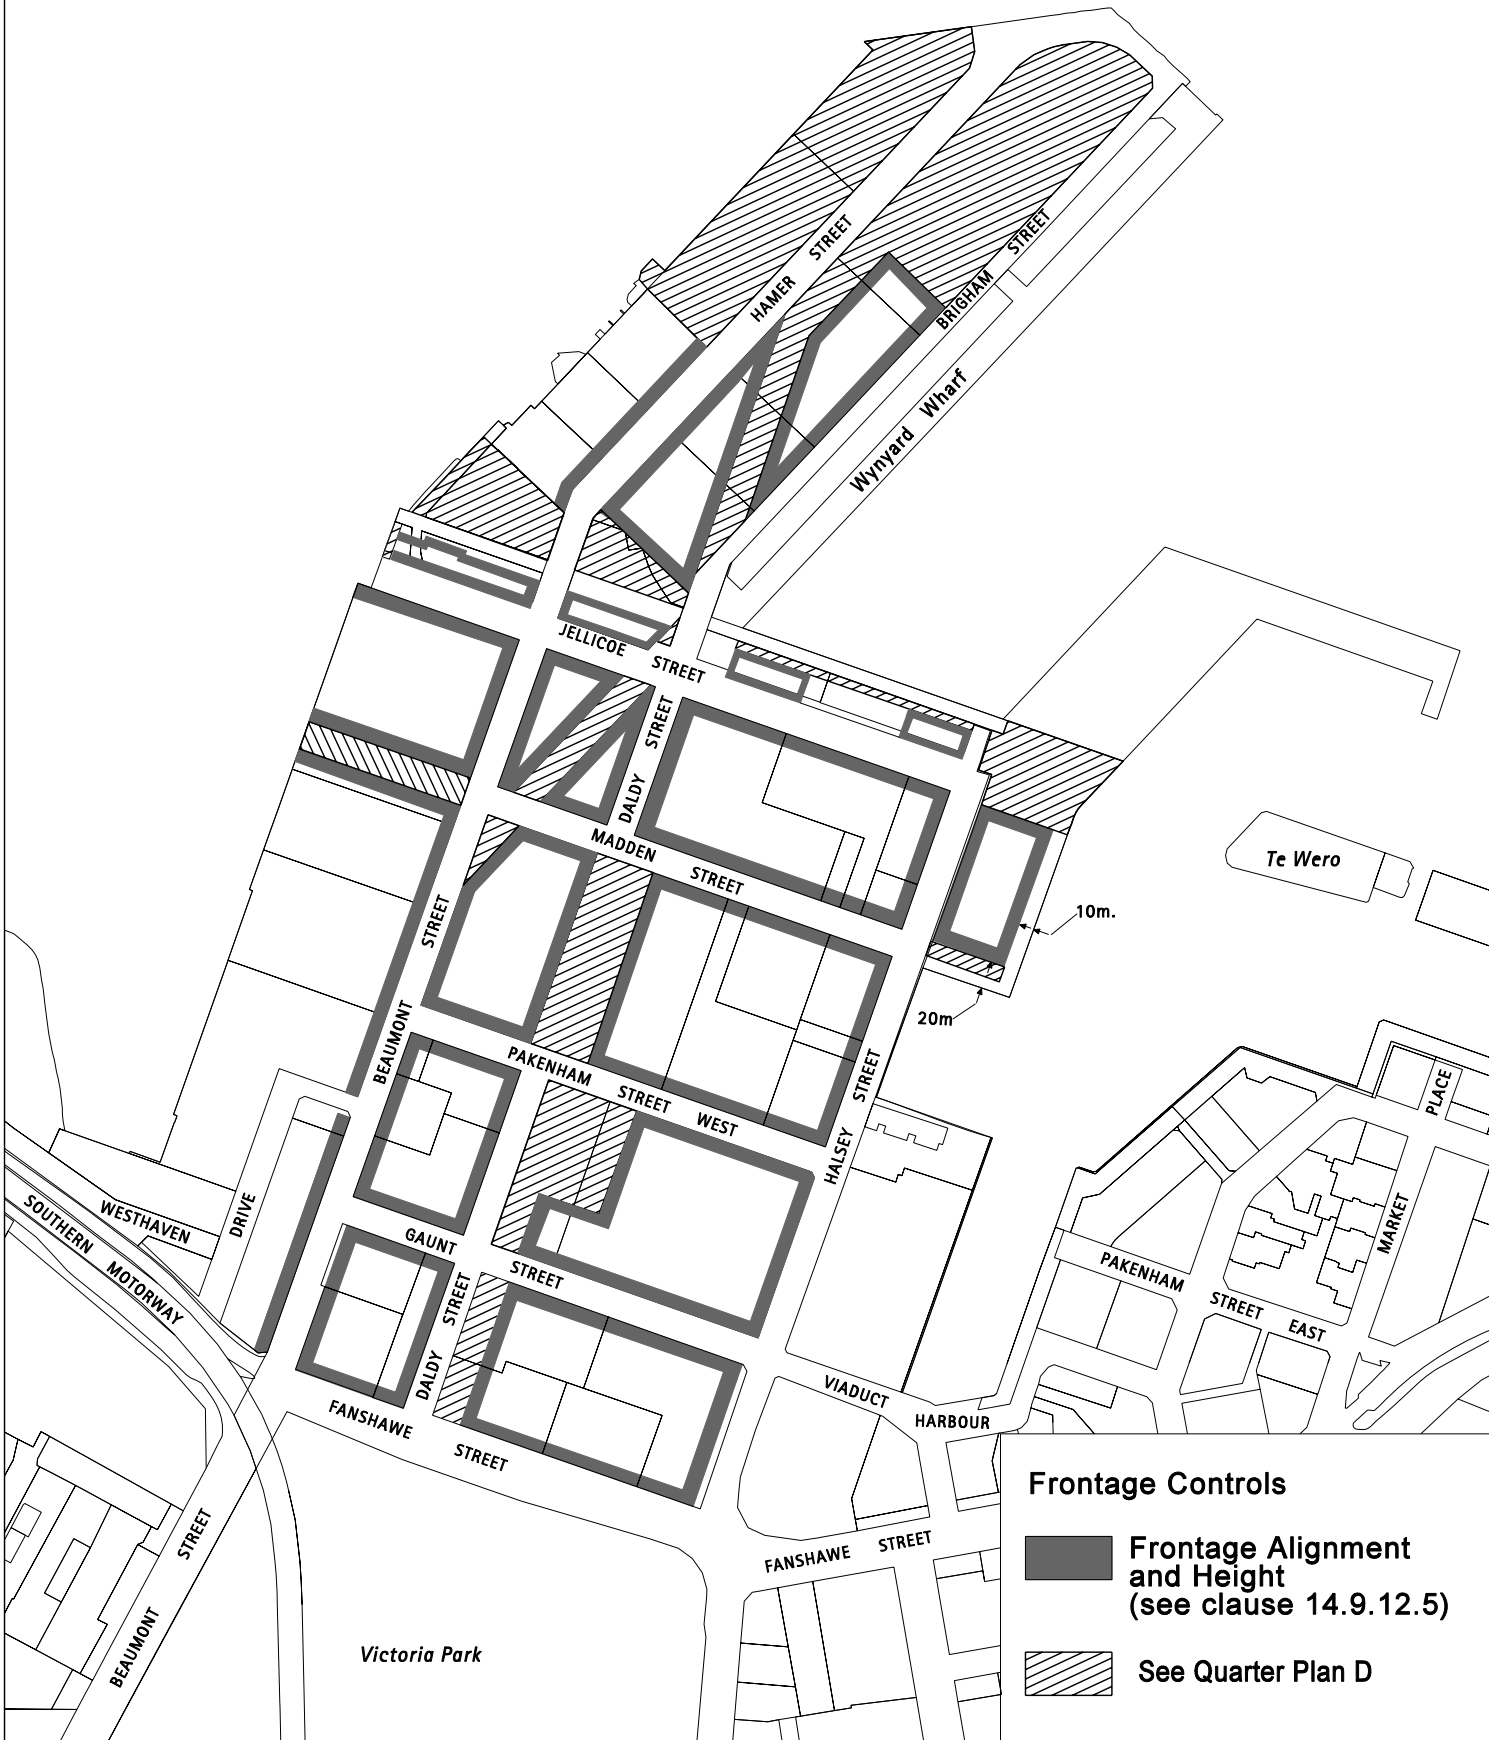 HAMER STREET
BRIGHAM STREET
Wynyard Wharf
JELLICOE STREET
DALDY STREET
MADDEN STREET
Te Wero
10m.
20m
BEAUMONT STREET
PAKENHAM STREET WEST
HALSEY STREET
PLACE
MARKET
WESTHAVEN
DRIVE
SOUTHERN MOTORWAY
GAUNT STREET
DALDY STREET
PAKENHAM STREET EAST
VIADUCT HARBOUR
FANSHAWE STREET
FANSHAWE STREET
BEAUMONT STREET
Victoria Park
Frontage Controls
Frontage Alignment
and Height
(see clause 14.9.12.5)
See Quarter Plan D